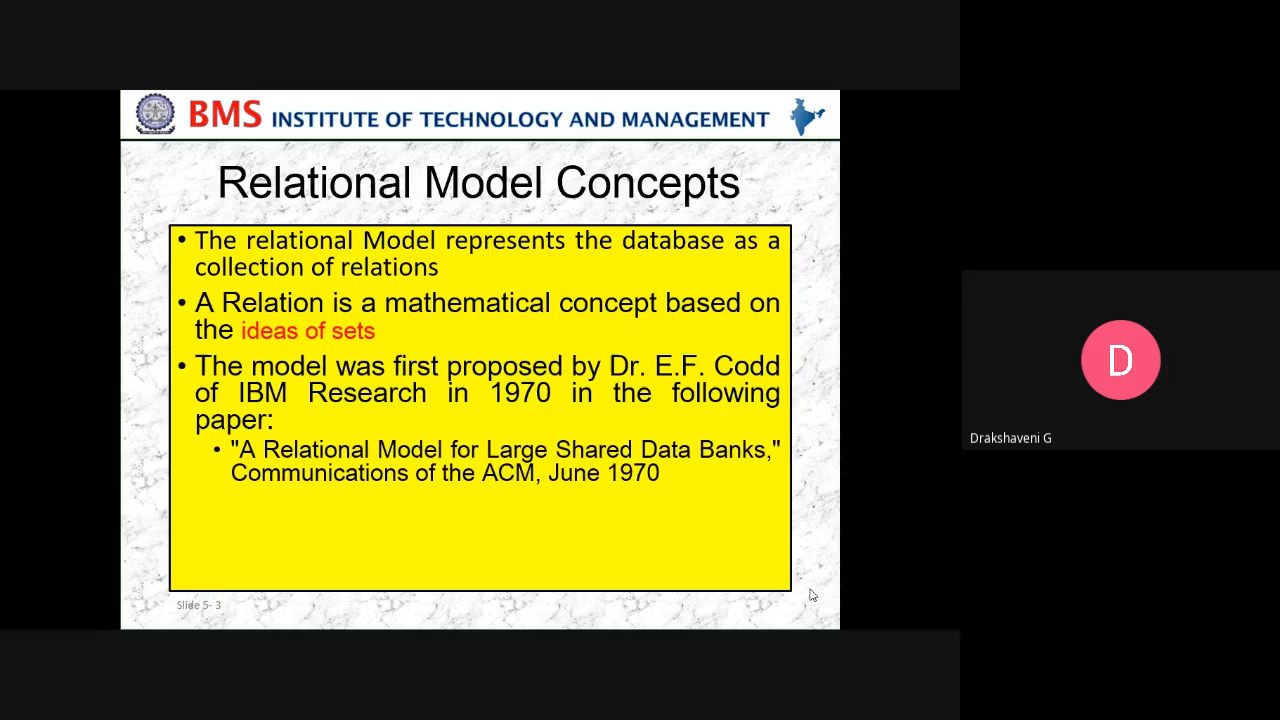 BMS INSTITUTE OF TECHNOLOGY AND MANAGEMENT
Relational Model Concepts
• The relational Model represents the database as a
collection of relations
• A Relation is a mathematical concept based on
the ideas of sets
• The model was first proposed by Dr. E.F. Codd
of IBM Research in 1970 in the following
paper:
• "A Relational Model for Large Shared Data Banks,"
Communications of the ACM, June 1970
Slide 5- 3
D
Drakshaveni G